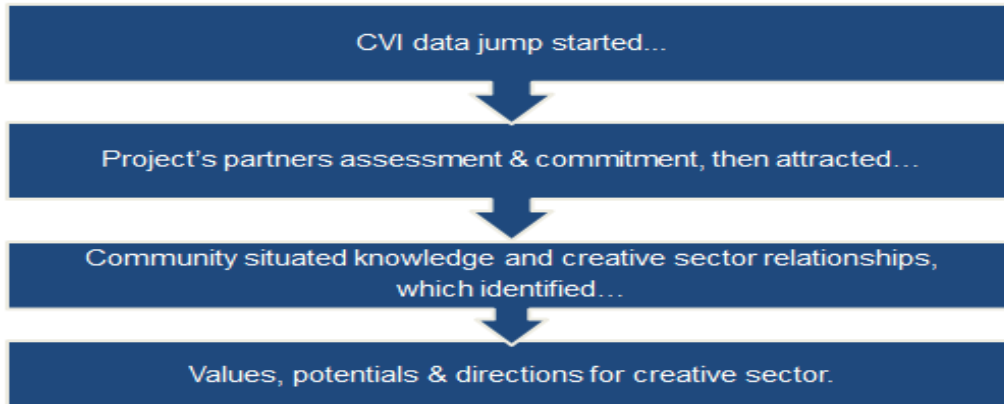 CVI data jump started...
Project's partners assessment & commitment, then attracted...
Community situated knowledge and creative sector relationships,
which identified...
Values, potentials & directions for creative sector.